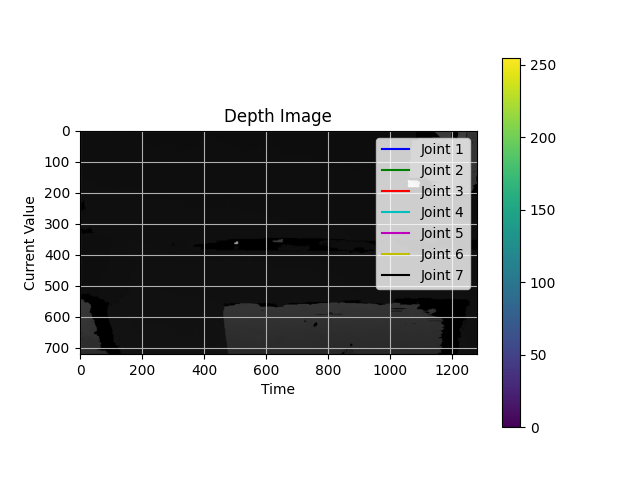 Depth Image
Current Value
0
100
200
300
400
500
600
700
0 200 400 600 800 1000 1200
Time
Joint 1
Joint 2
Joint 3
Joint 4
Joint 5
Joint 6
Joint 7
250
200
150
100
50
0